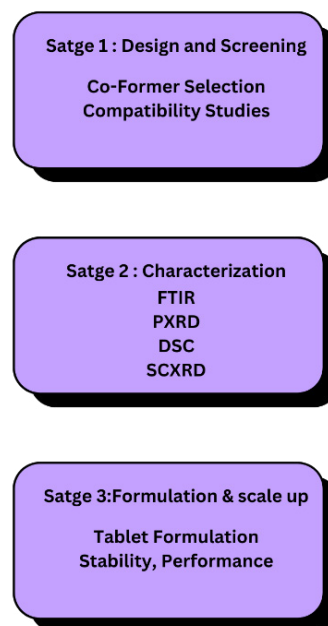 Satge 1 : Design and Screening
Co-Former Selection
Compatibility Studies
Satge 2 : Characterization
FTIR
PXRD
DSC
SCXRD
Satge 3:Formulation & scale up
Tablet Formulation
Stability, Performance